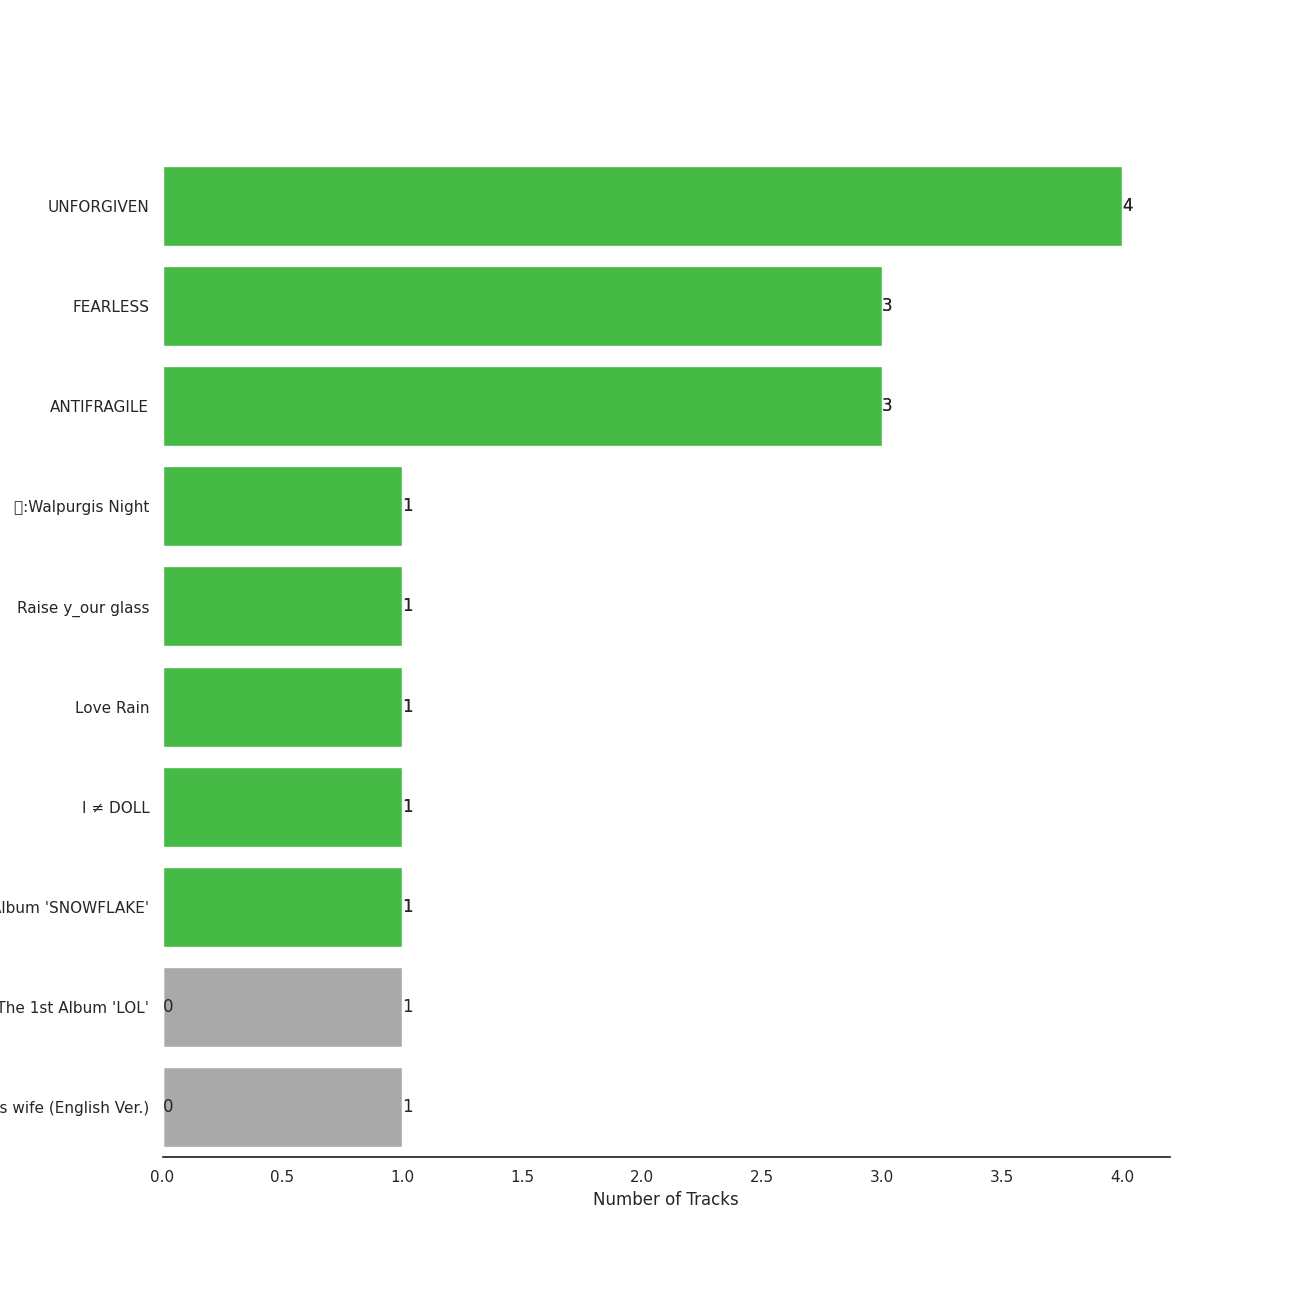 UNFORGIVEN 4
FEARLESS 3
ANTIFRAGILE 3
:Walpurgis Night 1
Raise y_our glass 1
Love Rain 1
I ≠ DOLL 1
'SNOWFLAKE' 1
The 1st Album 'LOL' 0 1
wife (English Ver.) 0 1
0.0 0.5 1.0 1.5 2.0 2.5 3.0 3.5 4.0
Number of Tracks